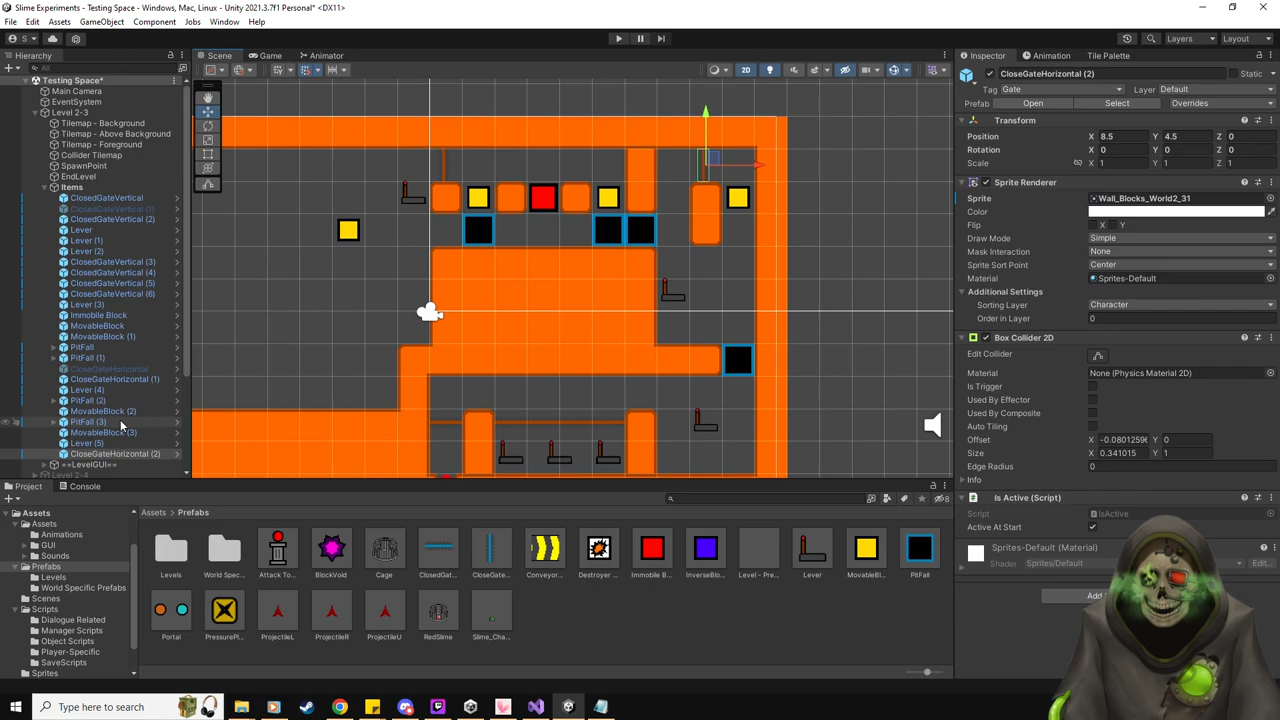 Slime Experiments - Testing Space - Windows, Mac, Linux - Unity 2021.3.7f1 Personal* <DX11>
File Edit Assets GameObject Component Jobs Window Help
S Layers Layout
Hierarchy Scene Game Animator Inspector Animation Tile Palette
All
Testing Space*
Main Camera
EventSystem
Level 2-3
Tilemap - Background
Tilemap - Above Background
Tilemap - Foreground
Collider Tilemap
SpawnPoint
EndLevel
Items
ClosedGateVertical
ClosedGateVertical (1)
ClosedGateVertical (2)
Lever
Lever (1)
Lever (2)
ClosedGateVertical (3)
ClosedGateVertical (4)
ClosedGateVertical (5)
ClosedGateVertical (6)
Lever (3)
Immobile Block
MovableBlock
MovableBlock (1)
PitFall
PitFall (1)
CloseGateHorizontal
CloseGateHorizontal (1)
Lever (4)
PitFall (2)
MovableBlock (2)
PitFall (3)
MovableBlock (3)
Lever (5)
CloseGateHorizontal (2)
==LevelGUI==
Level 2-4
2D
CloseGateHorizontal (2) Static
Tag Gate Layer Default
Prefab Open Select Overrides
Transform
Position X 8.5 Y 4.5 Z 0
Rotation X 0 Y 0 Z 0
Scale X 1 Y 1 Z 1
Sprite Renderer
Sprite Wall_Blocks_World2_31
Color
Flip X Y
Draw Mode Simple
Mask Interaction None
Sprite Sort Point Center
Material Sprites-Default
Additional Settings
Sorting Layer Character
Order in Layer 0
Box Collider 2D
Edit Collider
Material None (Physics Material 2D)
Is Trigger
Used By Effector
Used By Composite
Auto Tiling
Offset X -0.0801259 Y 0
Size X 0.341015 Y 1
Edge Radius 0
Info
Is Active (Script)
Script IsActive
Active At Start
Sprites-Default (Material)
Shader Sprites/Default Edit...
Add
Project Console
8
Assets
Assets
Animations
GUI
Sounds
Prefabs
Levels
World Specific Prefabs
Scenes
Scripts
Dialogue Related
Manager Scripts
Object Scripts
Player-Specific
SaveScripts
Sprites
Assets > Prefabs
Levels World Spec... Attack To... BlockVoid Cage ClosedGat... CloseGate... Conveyor... Destroyer ... Immobile B... InverseBlo... Level - Pre... Lever MovableBl... PitFall
Portal PressurePl... ProjectileL ProjectileR ProjectileU RedSlime Slime_Cha...
Type here to search